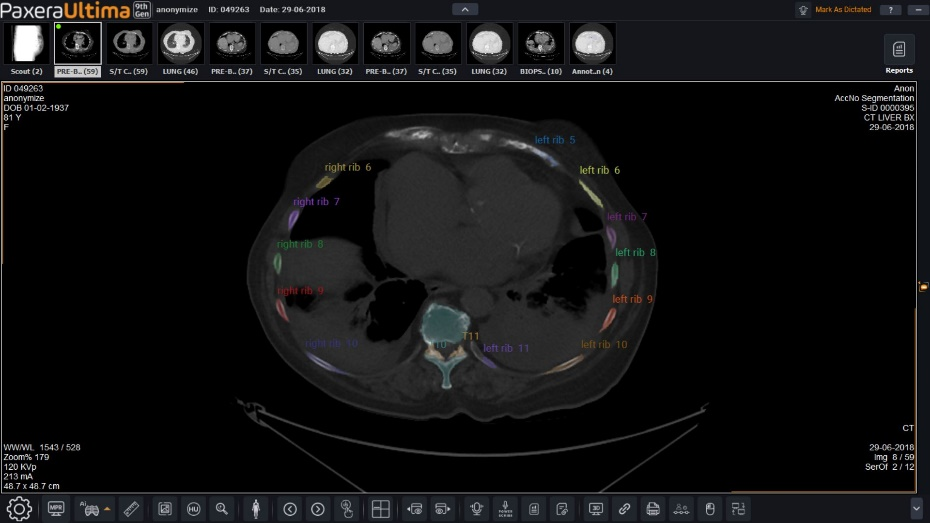 PaxeraUltima 9th Gen anonymize ID: 049263 Date: 29-06-2018 Mark As Dictated ?
Scout (2) PRE-B.. (59) S/T C.. (59) LUNG (46) PRE-B.. (37) S/T C.. (35) LUNG (32) PRE-B.. (37) S/T C.. (35) LUNG (32) BIOPS.. (10) Annot..n (4) Reports
ID 049263
anonymize
DOB 01-02-1937
81 Y
F
Anon
AccNo Segmentation
S-ID 0000395
CT LIVER BX
29-06-2018
left rib 5
right rib 6
left rib 6
right rib 7
left rib 7
right rib 8
left rib 8
right rib 9
left rib 9
T11
right rib 10
left rib 11
left rib 10
WW/WL 1543 / 528
Zoom% 179
120 KVp
213 mA
48.7 x 48.7 cm
CT
29-06-2018
Img 8 / 59
SerOf 2 / 12
MPR
Ai
HU
POWER SCRIBE
3D